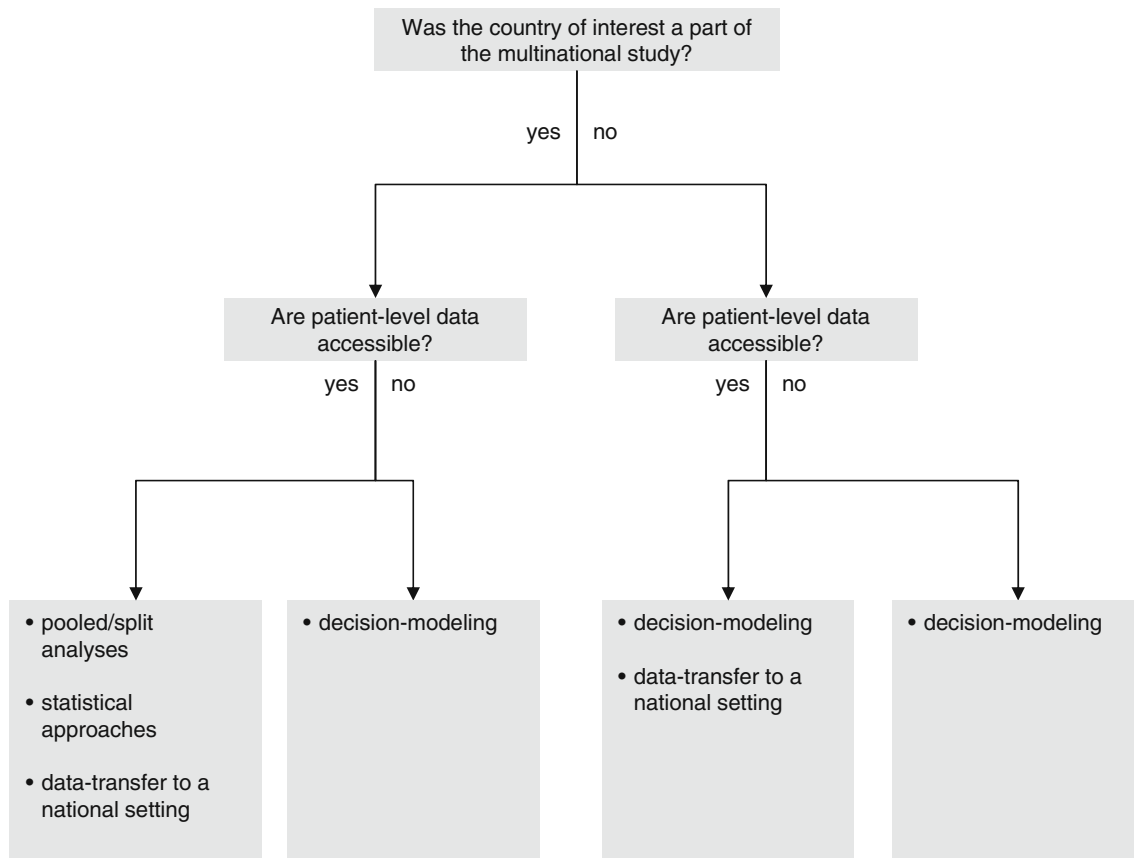 Was the country of interest a part of
the multinational study?
yes no
Are patient-level data
accessible?
yes no
Are patient-level data
accessible?
yes no
• pooled/split
analyses
• statistical
approaches
• data-transfer to a
national setting
• decision-modeling
• decision-modeling
• data-transfer to a
national setting
• decision-modeling